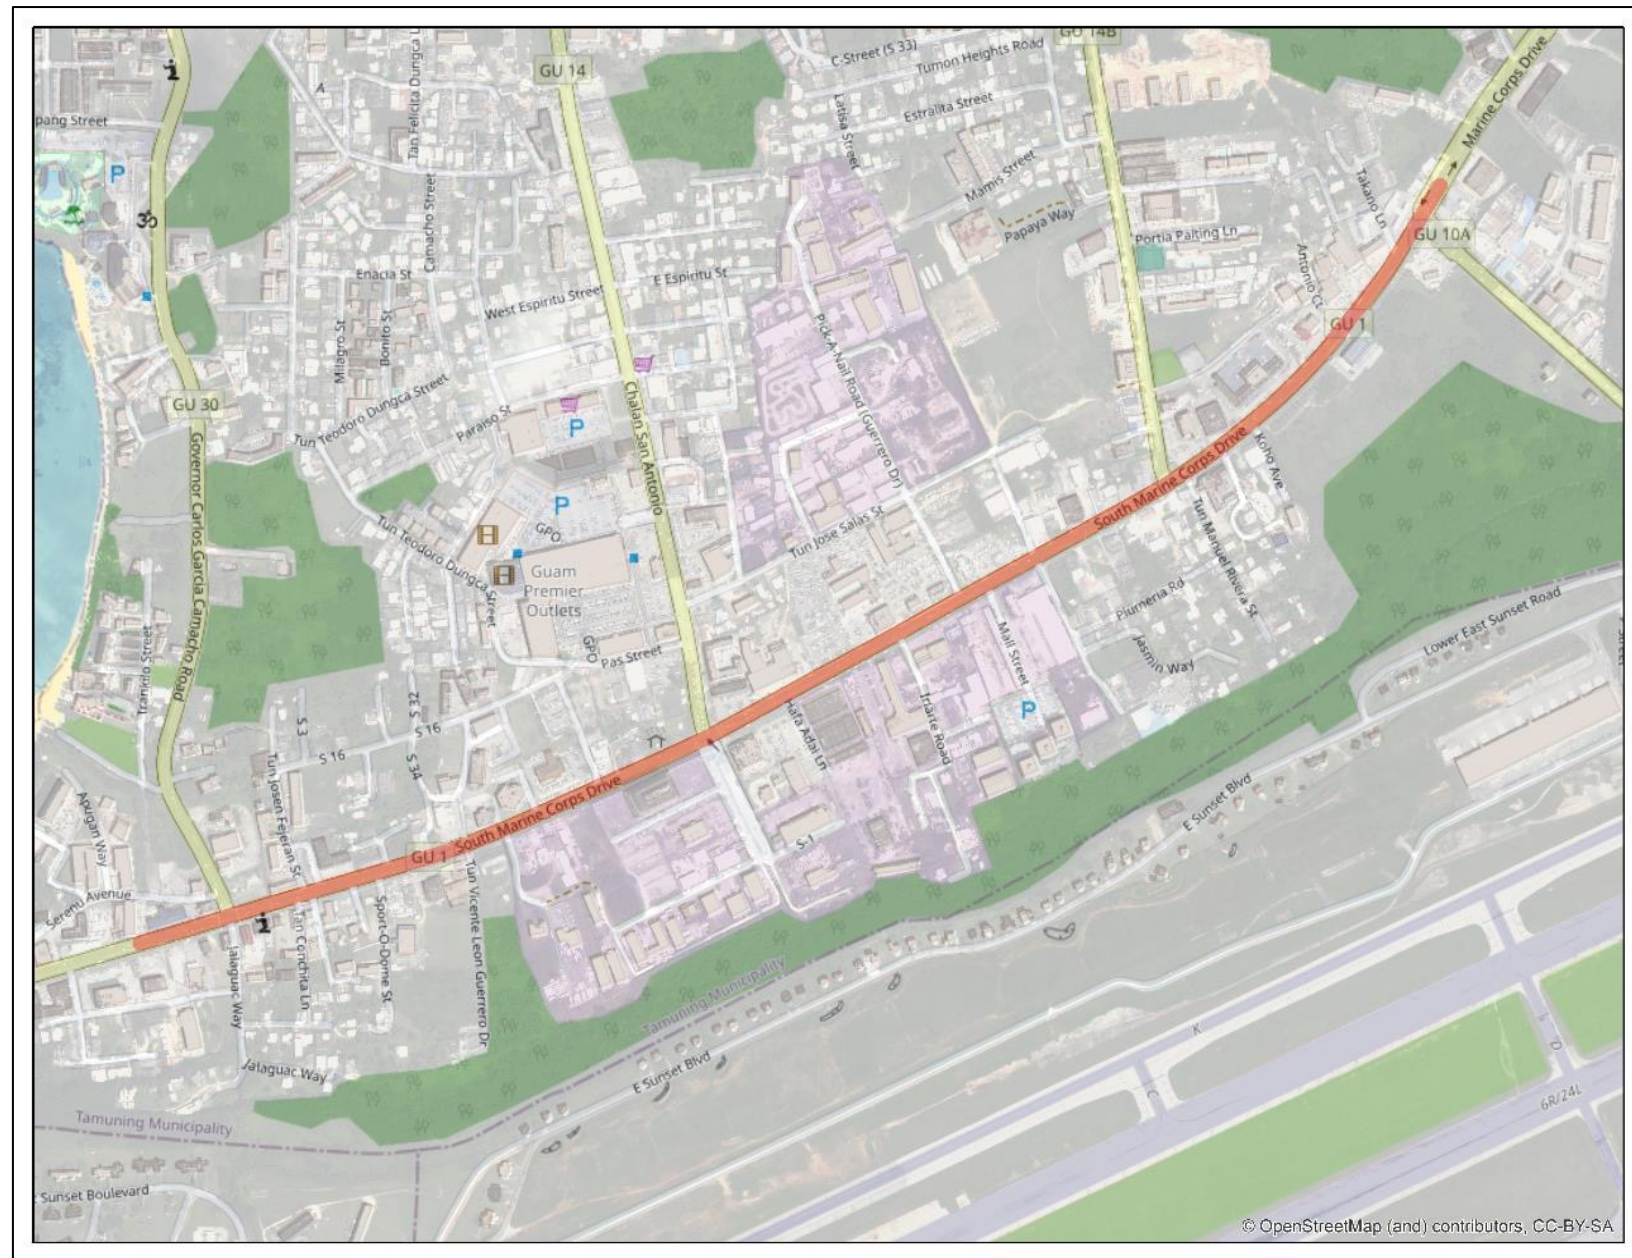 GU 14B
C-Street (S 33)
Tumon Heights Road
GU 14
Marine Corps Drive
Tan Felicita Dungca L
A
Latisa Street
Estralita Street
pang Street
P
Mamis Street
Takano Ln
Camacho Street
Papaya Way
Portia Palting Ln
GU 10A
Enacia St
E Espiritu St
Antonio Ct
West Espiritu Street
GU 1
Milagro St
Bonito St
Pick-A-Nail Road (Guerrero Dr)
Tun Teodoro Dungca Street
GU 30
Chalan San Antonio
Paraiso St
P
Koho Ave
Governor Carlos Garcia Camacho Road
South Marine Corps Drive
P
Tun Jose Salas St
Tun Manuel Rivera St
GPO
Tun Teodoro Dungca Street
Guam
Premier
Outlets
Plumeria Rd
Lower East Sunset Road
Trankilo Street
GPO
Pas Street
Mall Street
Jasmin Way
S 32
P
S 3
S 16
Hafa Adai Ln
Iriarte Road
S 16
S 34
Tun Josen Fejeran St
South Marine Corps Drive
E Sunset Blvd
Apugan Way
S-1
GU 1
Serenu Avenue
Tun Vicente Leon Guerrero Dr
Sport-O-Dome St
Tan Conchita Ln
Jalaguac Way
Tamuning Municipality
K
D
E Sunset Blvd
Jalaguac Way
C
6R/24L
Tamuning Municipality
Sunset Boulevard
© OpenStreetMap (and) contributors, CC-BY-SA